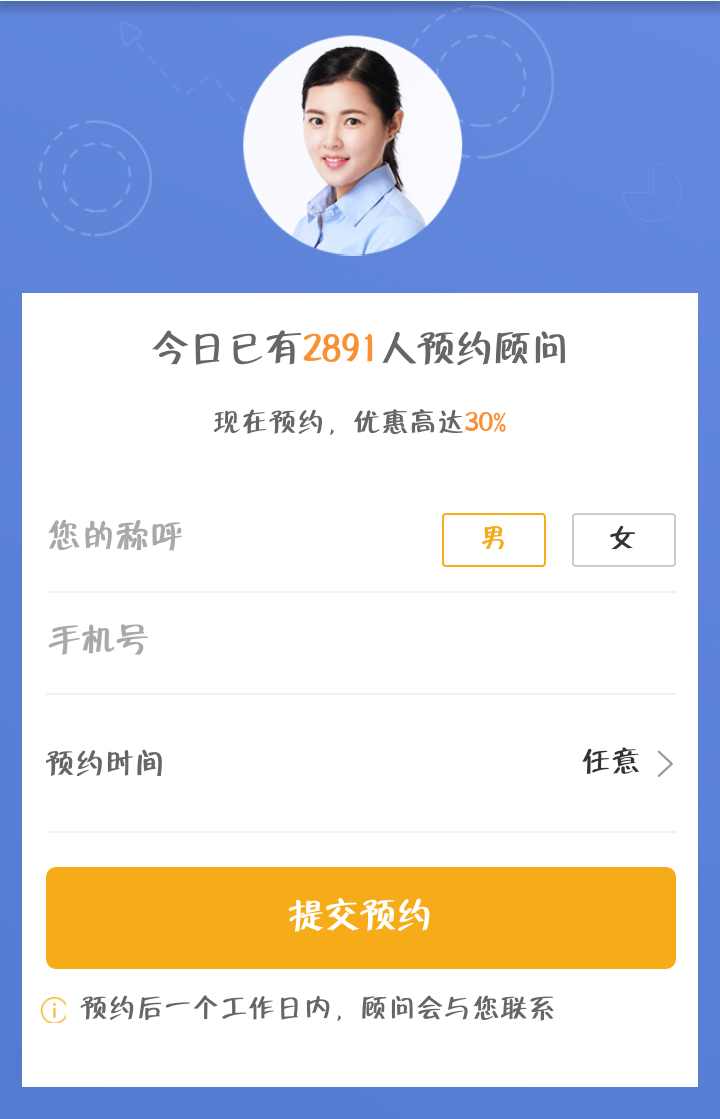 今日已有2891人预约顾问
现在预约，优惠高达30%
您的称呼 男 女
手机号
预约时间 任意
提交预约
预约后一个工作日内，顾问会与您联系